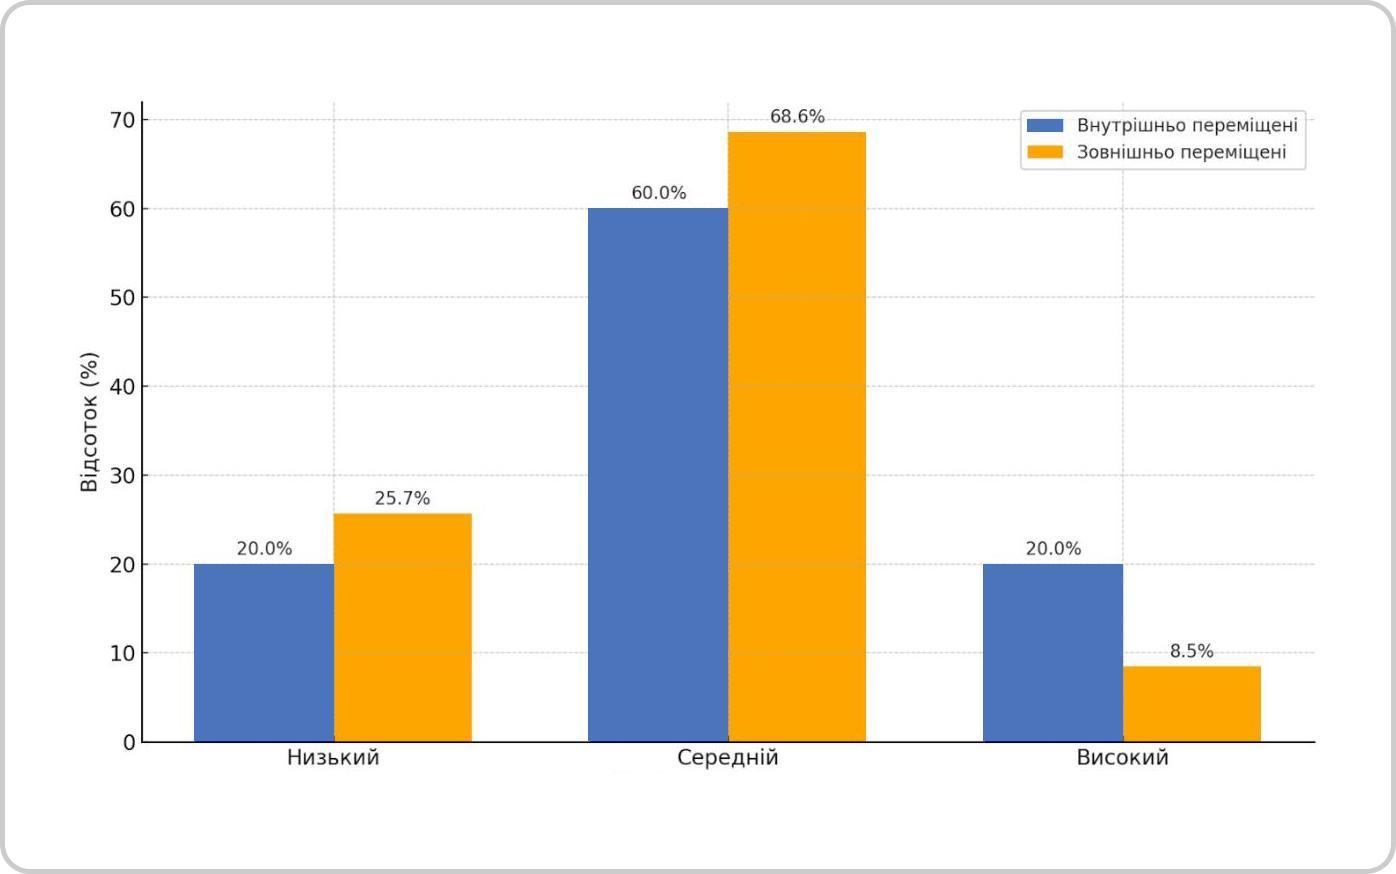 70
60
50
40
30
20
10
0
Відсоток (%)
68.6%
60.0%
25.7%
20.0%
20.0%
8.5%
Внутрішньо переміщені
Зовнішньо переміщені
Низький
Середній
Високий